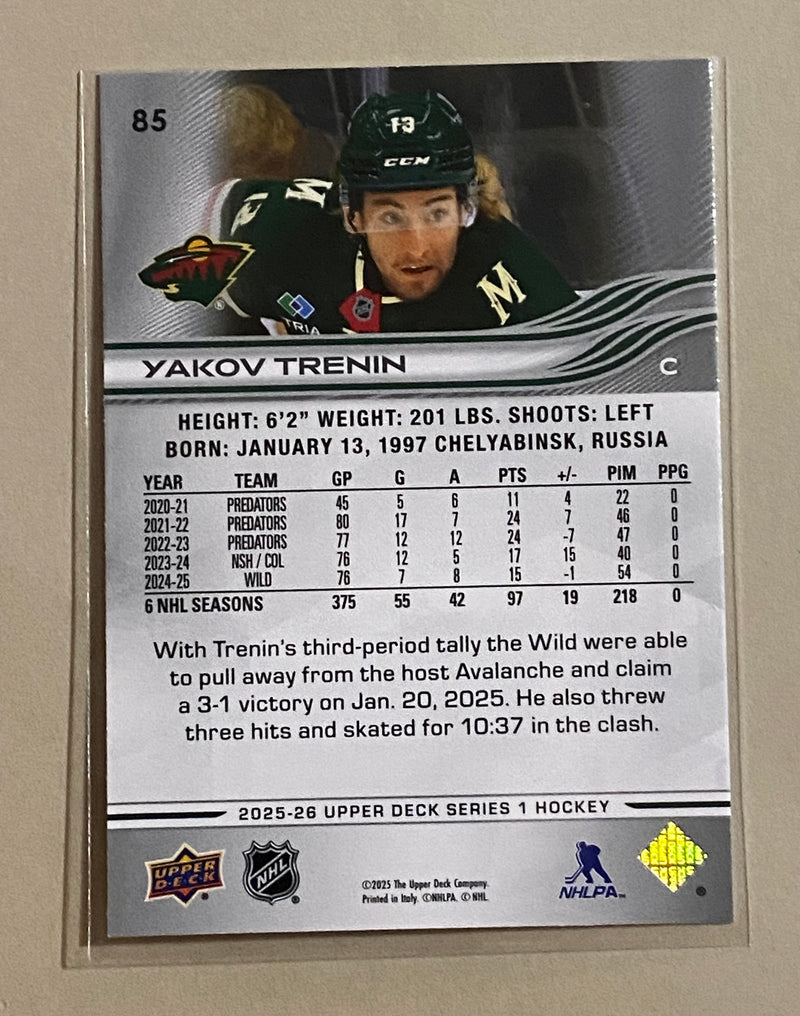 85
13
CCM
13
M
TRIA
M
YAKOV TRENIN
C
HEIGHT: 6'2" WEIGHT: 201 LBS. SHOOTS: LEFT
BORN: JANUARY 13, 1997 CHELYABINSK, RUSSIA
YEAR TEAM GP G A PTS +/- PIM PPG
2020-21 PREDATORS 45 5 6 11 4 22 0
2021-22 PREDATORS 80 17 7 24 7 46 0
2022-23 PREDATORS 77 12 12 24 -7 47 0
2023-24 NSH / COL 76 12 5 17 15 40 0
2024-25 WILD 76 7 8 15 -1 54 0
6 NHL SEASONS 375 55 42 97 19 218 0
With Trenin's third-period tally the Wild were able
to pull away from the host Avalanche and claim
a 3-1 victory on Jan. 20, 2025. He also threw
three hits and skated for 10:37 in the clash.
2025-26 UPPER DECK SERIES 1 HOCKEY
UPPER
D·E·C·K
NHL
©2025 The Upper Deck Company.
Printed in Italy. ©NHLPA. © NHL
NHLPA™